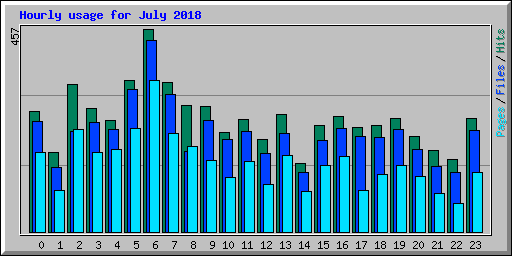 Hourly usage for July 2018
457
Pages/Files/Hits
0 1 2 3 4 5 6 7 8 9 10 11 12 13 14 15 16 17 18 19 20 21 22 23